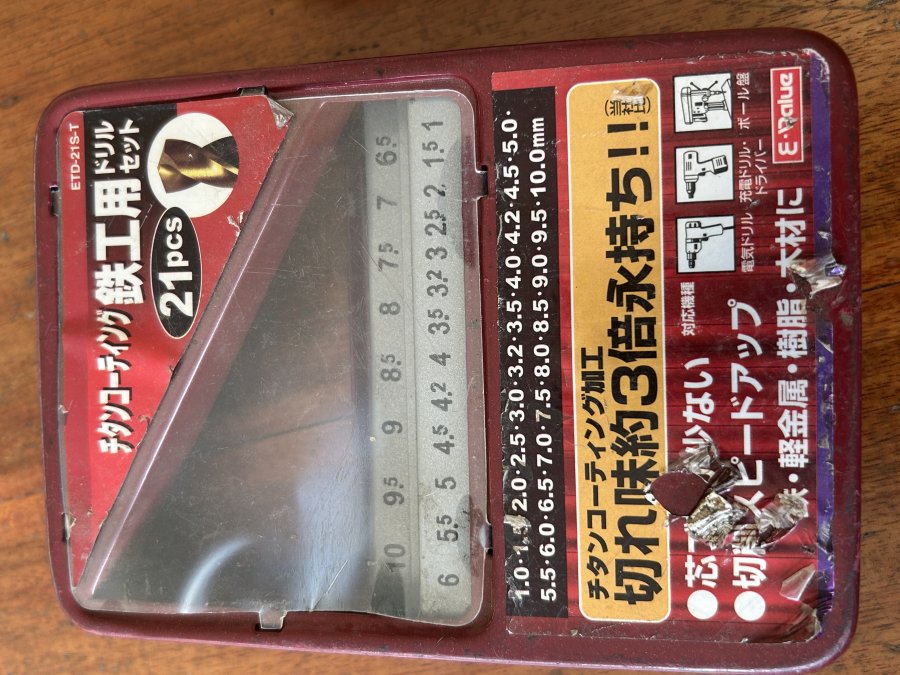 ETD-21S-T
チタンコーティング
鉄工用
ドリル
セット
21pcs
10 9.5 9 8.5 8 7.5 7 6.5
6 5.5 5 4.5 4.2 4 3.5 3.2 3 2.5 2 1.5 1
1.0・1.5 2.0・2.5・3.0・3.2・3.5・4.0・4.2・4.5・5.0・
5.5・6.0・6.5・7.0・7.5・8.0・8.5・9.0・9.5・10.0mm
チタンコーティング加工
切れ味約3倍永持ち!!
当社比
●芯 少ない
●切 スピードアップ
・軽金属・樹脂・木材に
対応機種
電気ドリル
充電ドリル・
ドライバー
ボール盤
E-Value